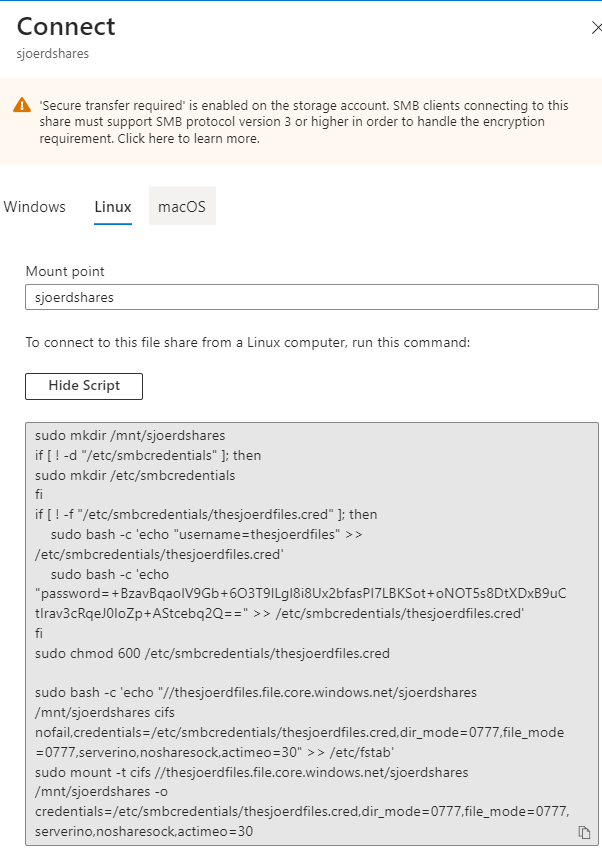 Connect
sjoerdshares
'Secure transfer required' is enabled on the storage account. SMB clients connecting to this
share must support SMB protocol version 3 or higher in order to handle the encryption
requirement. Click here to learn more.
Windows Linux macOS
Mount point
sjoerdshares
To connect to this file share from a Linux computer, run this command:
Hide Script
sudo mkdir /mnt/sjoerdshares
if [ ! -d "/etc/smbcredentials" ]; then
sudo mkdir /etc/smbcredentials
fi
if [ ! -f "/etc/smbcredentials/thesjoerdfiles.cred" ]; then
sudo bash -c 'echo "username=thesjoerdfiles" >>
/etc/smbcredentials/thesjoerdfiles.cred'
sudo bash -c 'echo
>> /etc/smbcredentials/thesjoerdfiles.cred'
fi
sudo chmod 600 /etc/smbcredentials/thesjoerdfiles.cred
sudo bash -c 'echo "//thesjoerdfiles.file.core.windows.net/sjoerdshares
/mnt/sjoerdshares cifs
nofail,credentials=/etc/smbcredentials/thesjoerdfiles.cred,dir_mode=0777,file_mode
=0777,serverino,nosharesock,actimeo=30" >> /etc/fstab'
sudo mount -t cifs //thesjoerdfiles.file.core.windows.net/sjoerdshares
/mnt/sjoerdshares -o
credentials=/etc/smbcredentials/thesjoerdfiles.cred,dir_mode=0777,file_mode=0777,
serverino,nosharesock,actimeo=30